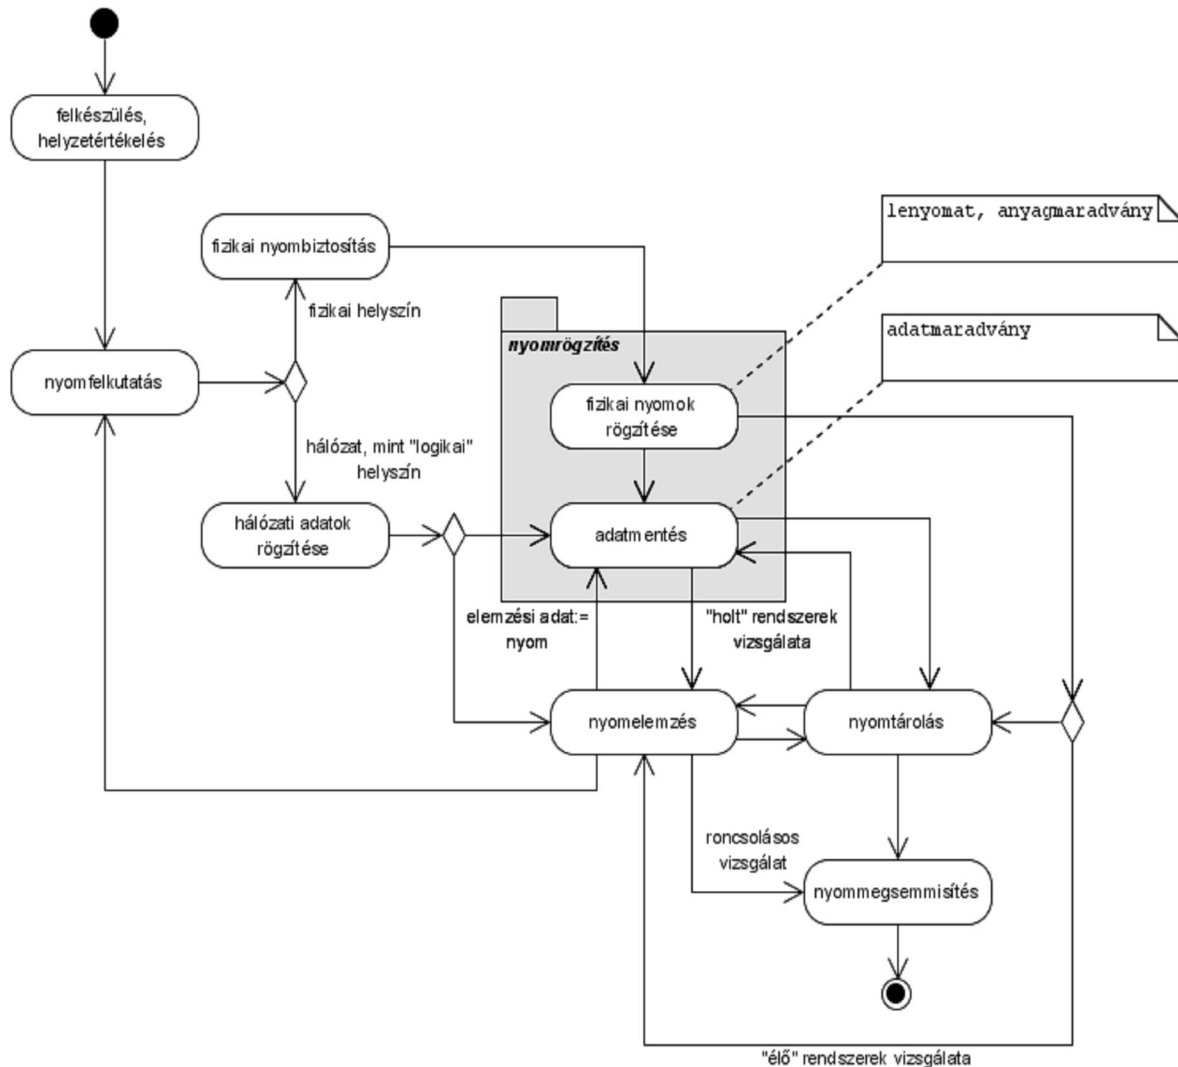 felkészülés,
helyzetértékelés
fizikai nyombiztosítás
lenyomat, anyagmaradvány
fizikai helyszín
adatmaradvány
nyomrögzítés
nyomfelkutatás
fizikai nyomok
rögzítése
hálózat, mint "logikai"
helyszín
hálózati adatok
rögzítése
adatmentés
elemzési adat:=
nyom
"holt" rendszerek
vizsgálata
nyomelemzés
nyomtárolás
roncsolásos
vizsgálat
nyommegsemmisítés
"élő" rendszerek vizsgálata